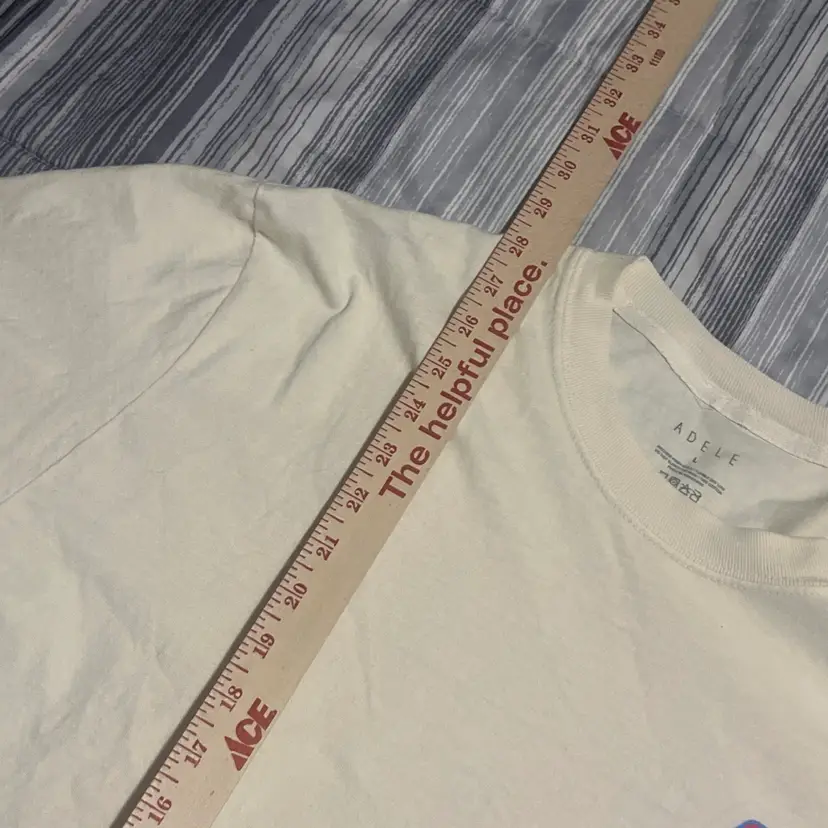 16 17 18 19 20 21 22 23 24 25 26 27 28 29 30 31 32 33 34
ACE
The helpful place.
ACE
ADELE
L